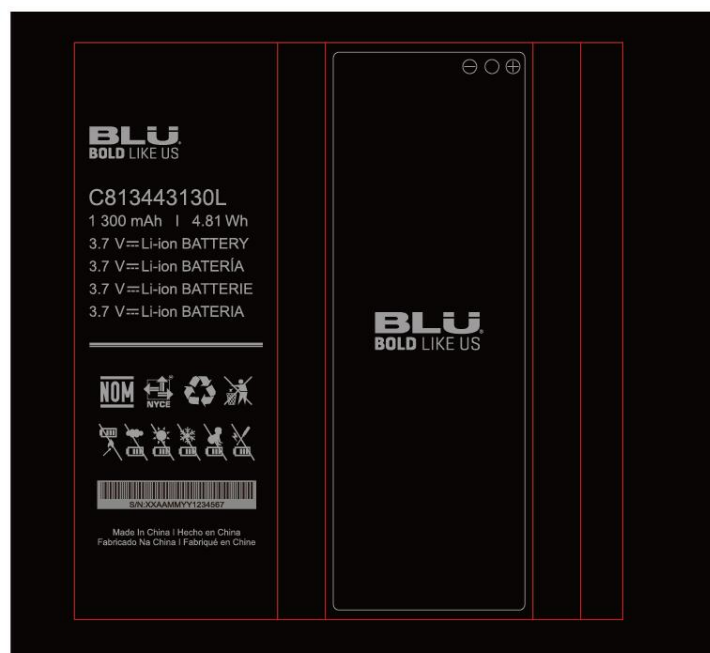 BLU
BOLD LIKE US
C813443130L
1 300 mAh I 4.81 Wh
3.7 V⎓Li-ion BATTERY
3.7 V⎓Li-ion BATERÍA
3.7 V⎓Li-ion BATTERIE
3.7 V⎓Li-ion BATERIA
NOM
NYCE
S/N:XXAAMMYY1234567
Made In China I Hecho en China
Fabricado Na China I Fabriqué en Chine
BLU
BOLD LIKE US